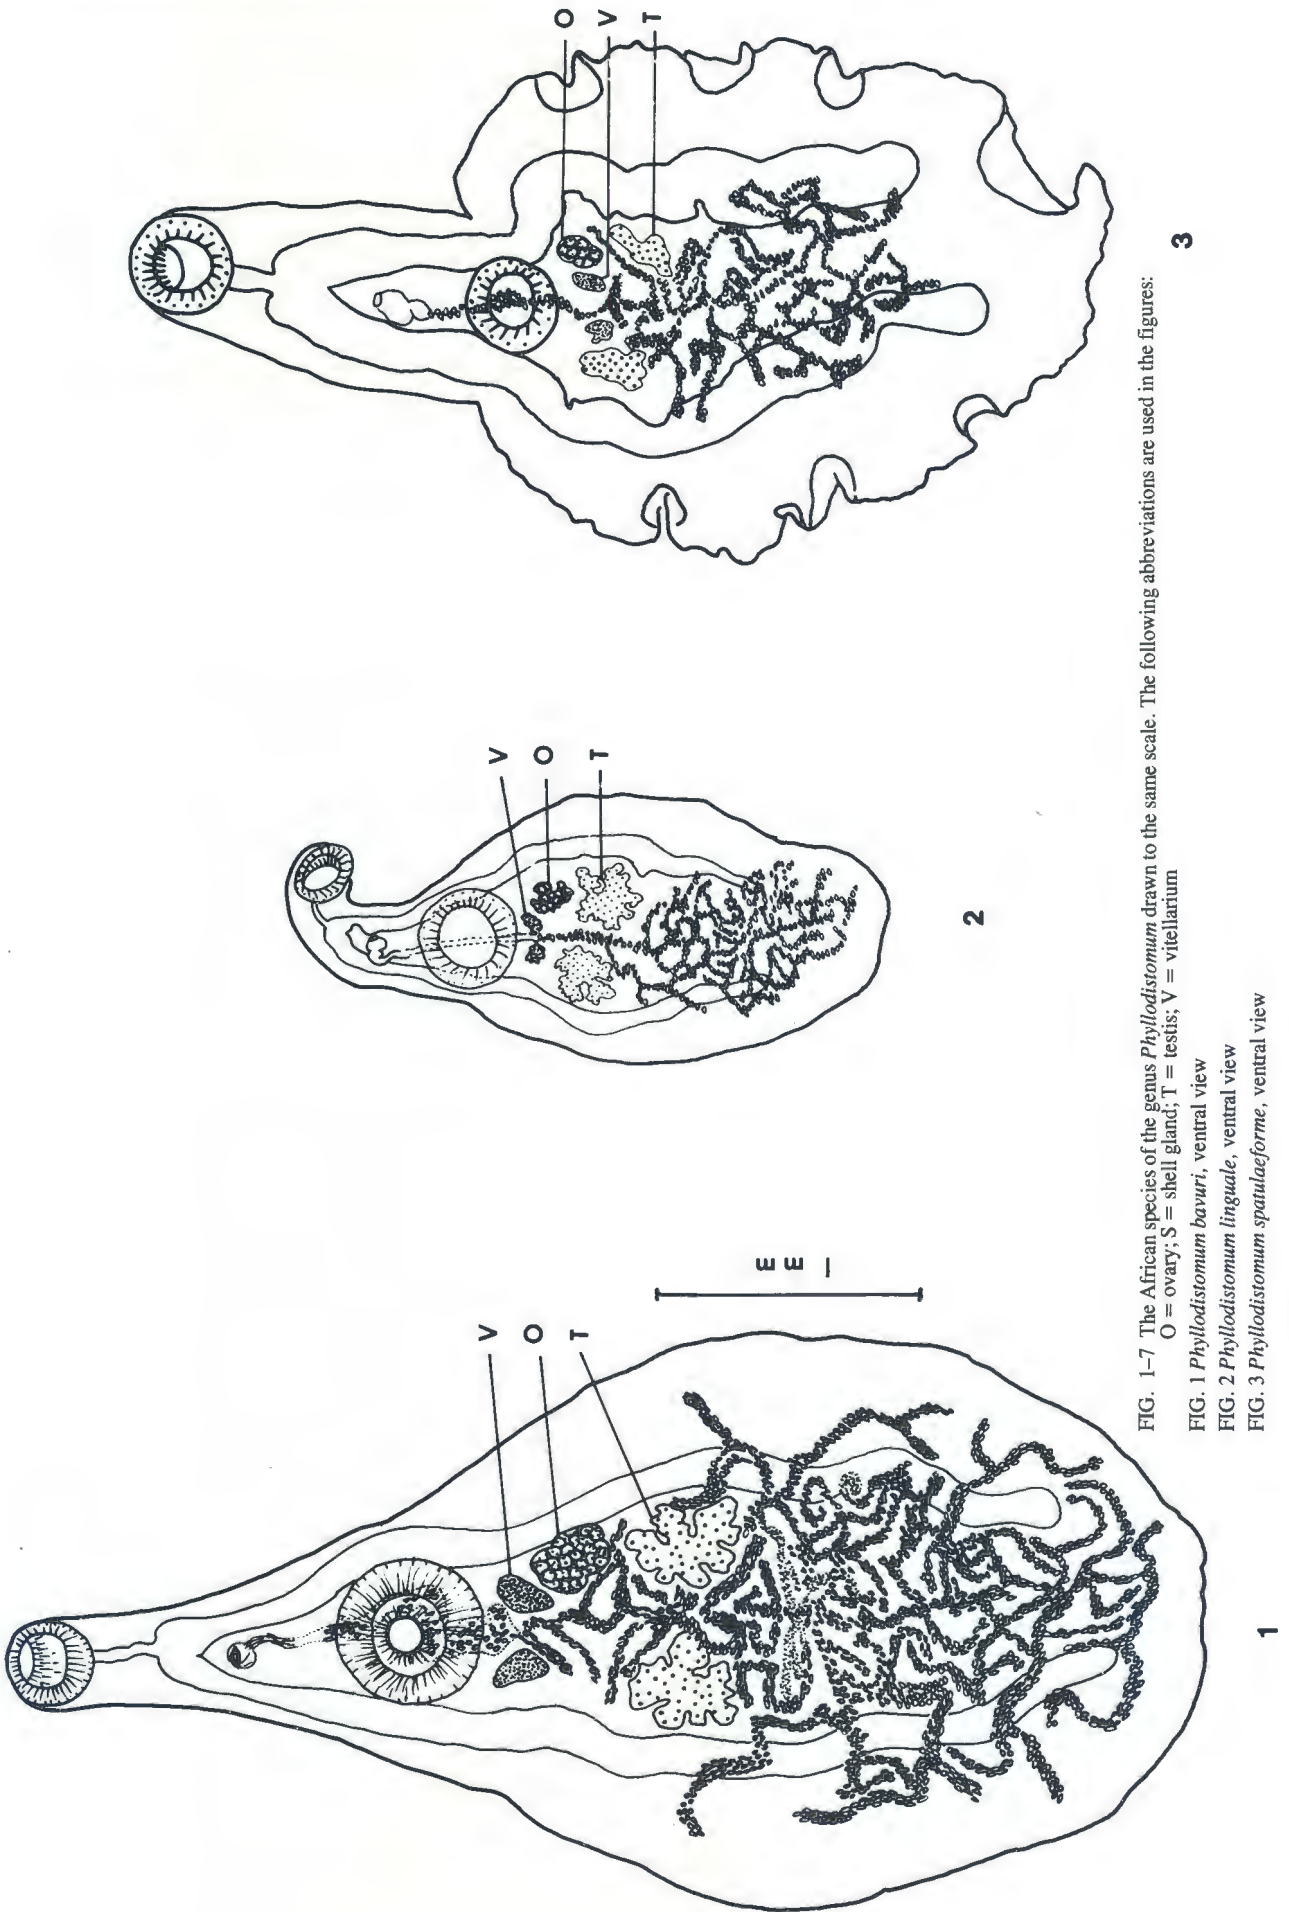 V
O
T
1 mm
1
V
O
T
2
O
V
T
3
FIG. 1–7 The African species of the genus Phyllodistomum drawn to the same scale. The following abbreviations are used in the figures:
O = ovary; S = shell gland; T = testis; V = vitellarium
FIG. 1 Phyllodistomum bavuri, ventral view
FIG. 2 Phyllodistomum linguale, ventral view
FIG. 3 Phyllodistomum spatulaeforme, ventral view